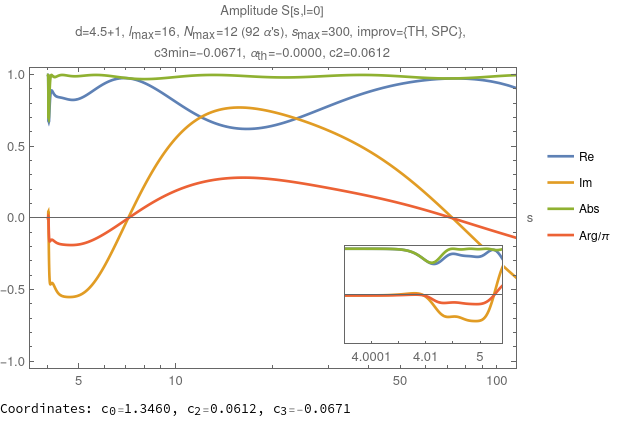 Amplitude S[s,l=0]
d=4.5+1, lmax=16, Nmax=12 (92 α's), smax=300, improv={TH, SPC},
c3min=−0.0671, αth=−0.0000, c2=0.0612
1.0
0.5
0.0
−0.5
−1.0
5
10
50
100
s
Re
Im
Abs
Arg/π
4.0001
4.01
5
Coordinates: c0=1.3460, c2=0.0612, c3=-0.0671